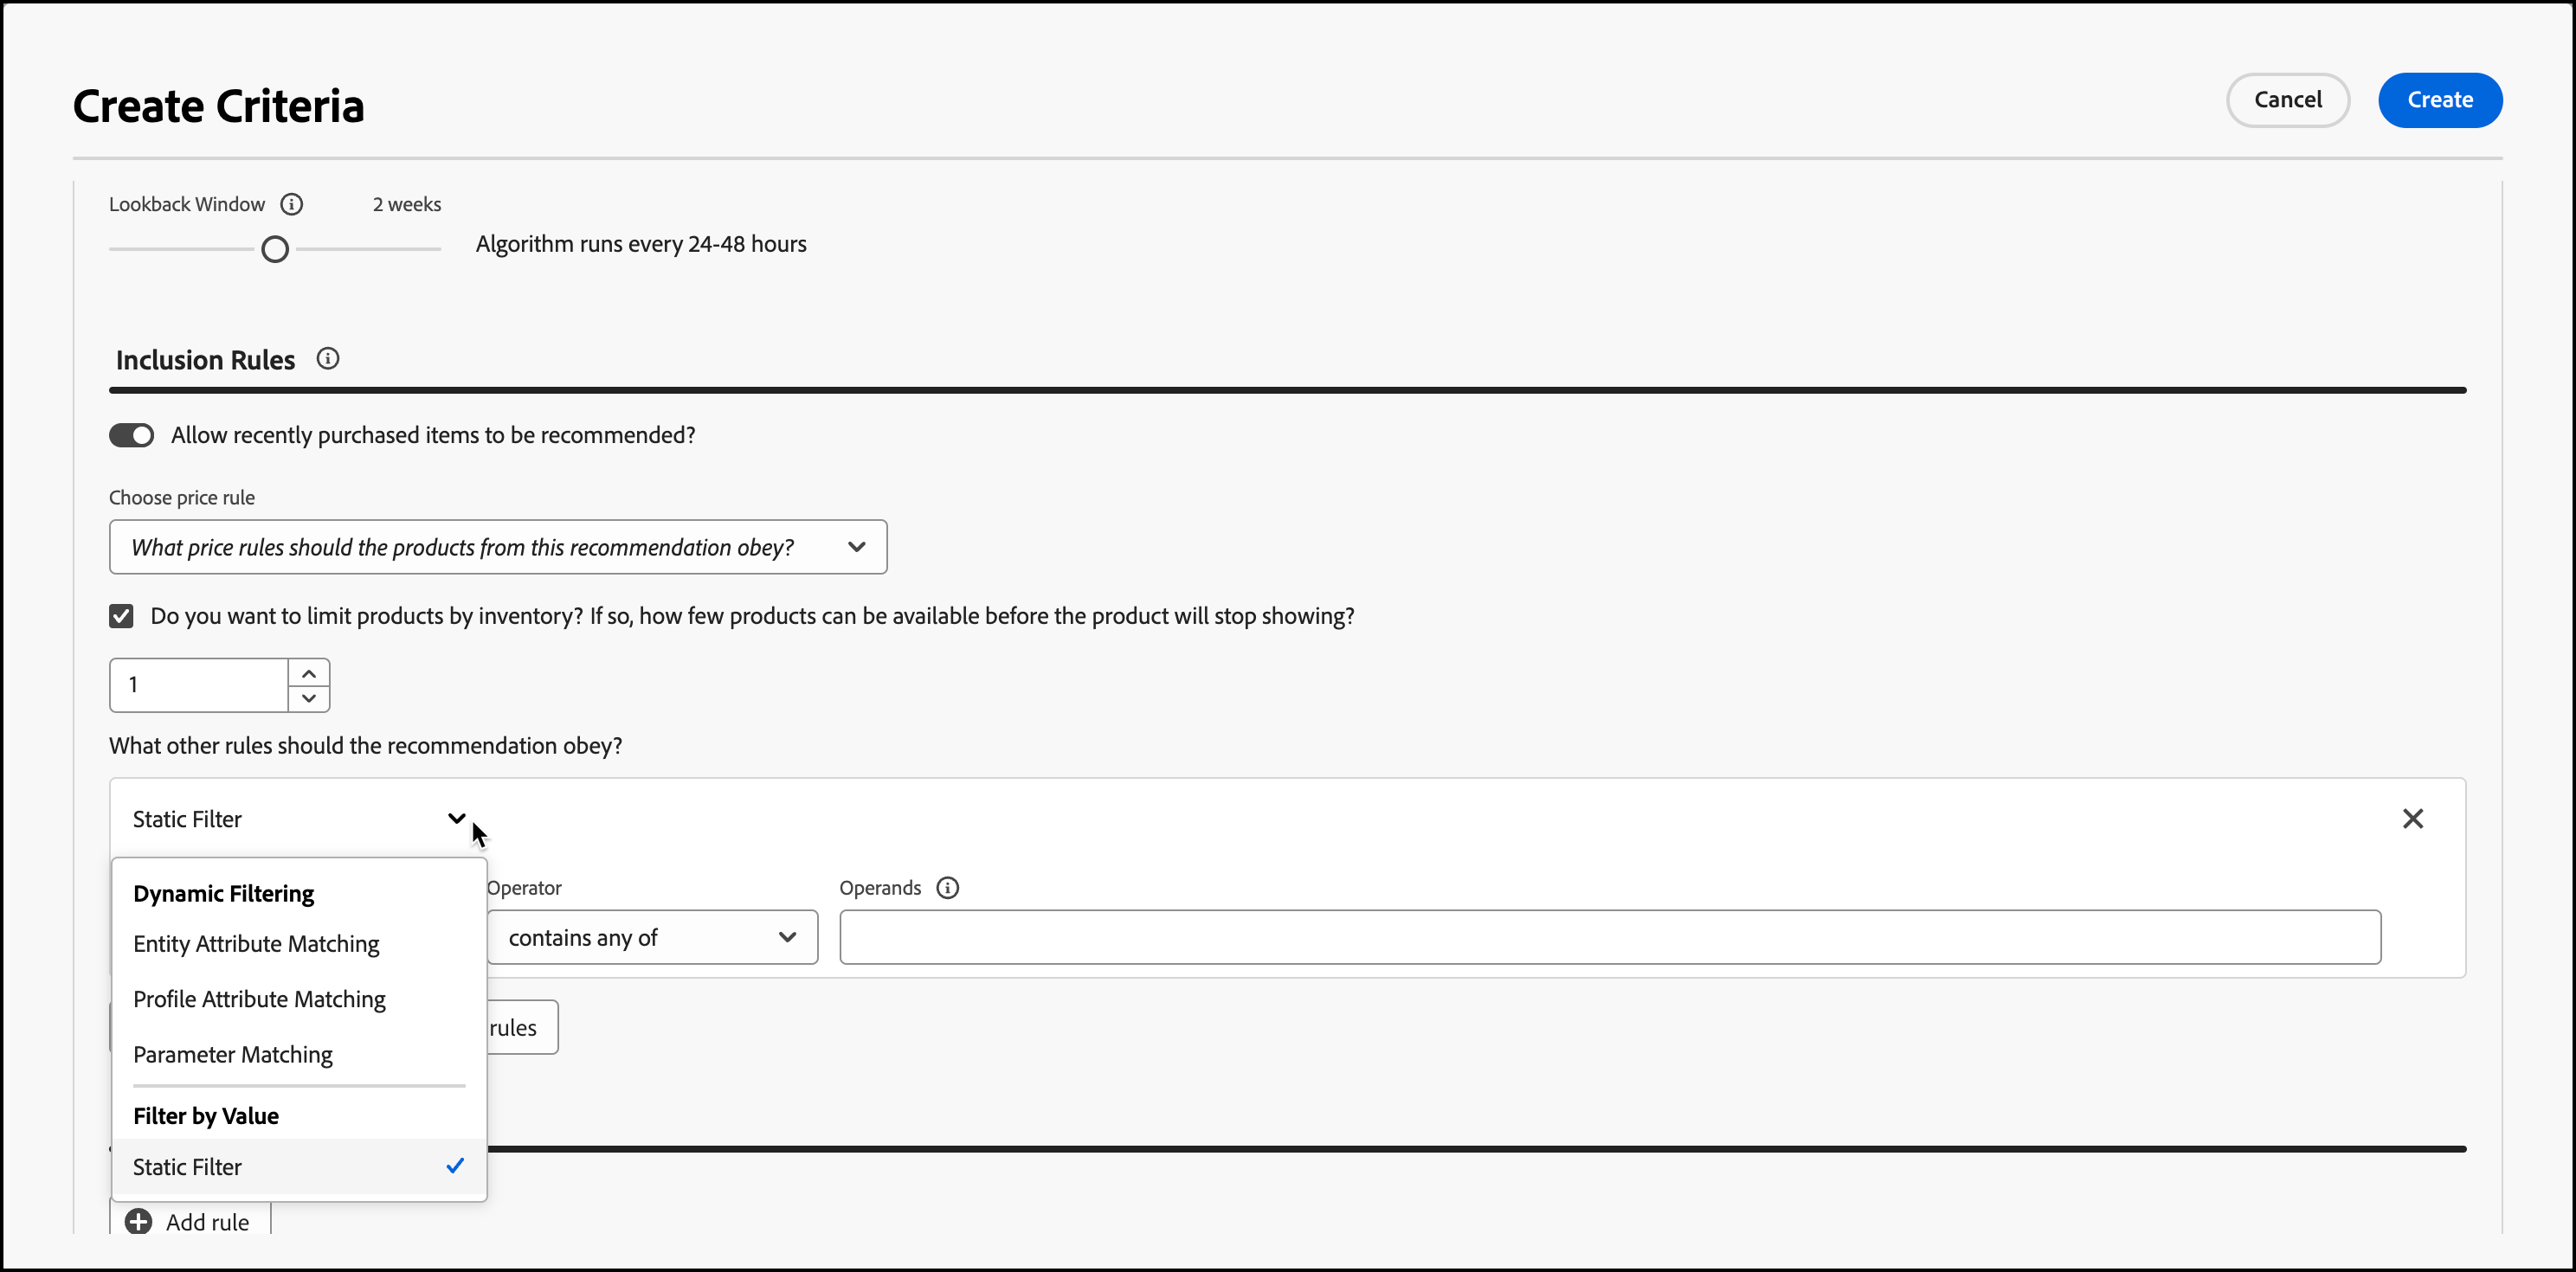 Create Criteria
Cancel
Create
Lookback Window
2 weeks
Algorithm runs every 24-48 hours
Inclusion Rules
Allow recently purchased items to be recommended?
Choose price rule
What price rules should the products from this recommendation obey?
Do you want to limit products by inventory? If so, how few products can be available before the product will stop showing?
1
What other rules should the recommendation obey?
Static Filter
Dynamic Filtering
Entity Attribute Matching
Profile Attribute Matching
Parameter Matching
Filter by Value
Static Filter
Operator
contains any of
Operands
rules
Add rule